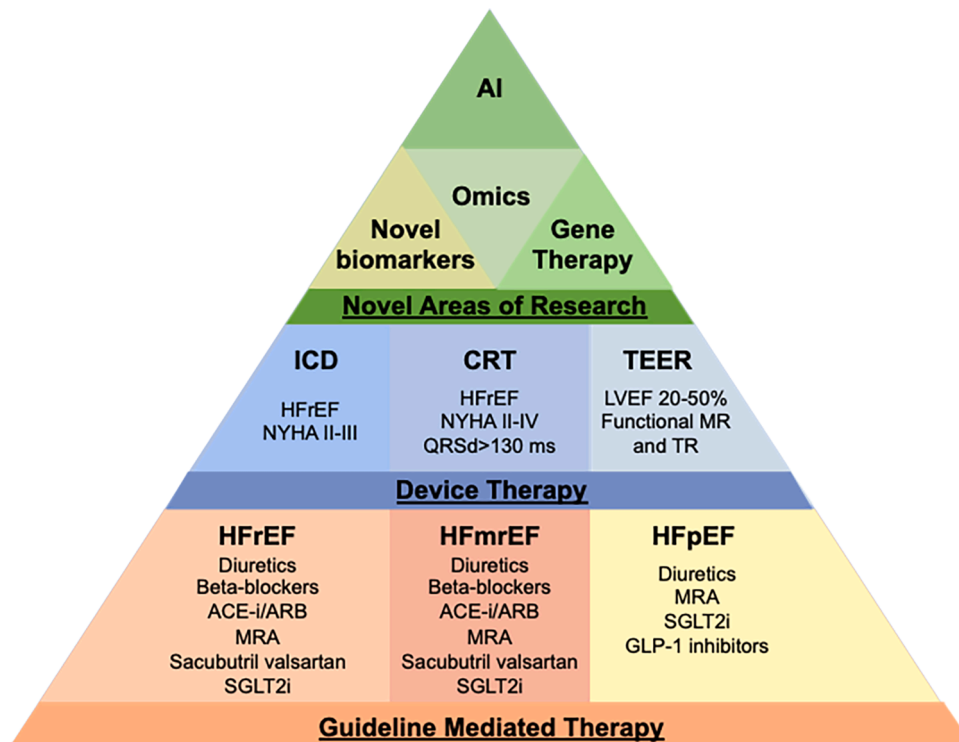 AI
Omics
Novel
biomarkers
Gene
Therapy
Novel Areas of Research
ICD
HFrEF
NYHA II-III
CRT
HFrEF
NYHA II-IV
QRSd>130 ms
TEER
LVEF 20-50%
Functional MR
and TR
Device Therapy
HFrEF
Diuretics
Beta-blockers
ACE-i/ARB
MRA
Sacubutril valsartan
SGLT2i
HFmrEF
Diuretics
Beta-blockers
ACE-i/ARB
MRA
Sacubutril valsartan
SGLT2i
HFpEF
Diuretics
MRA
SGLT2i
GLP-1 inhibitors
Guideline Mediated Therapy